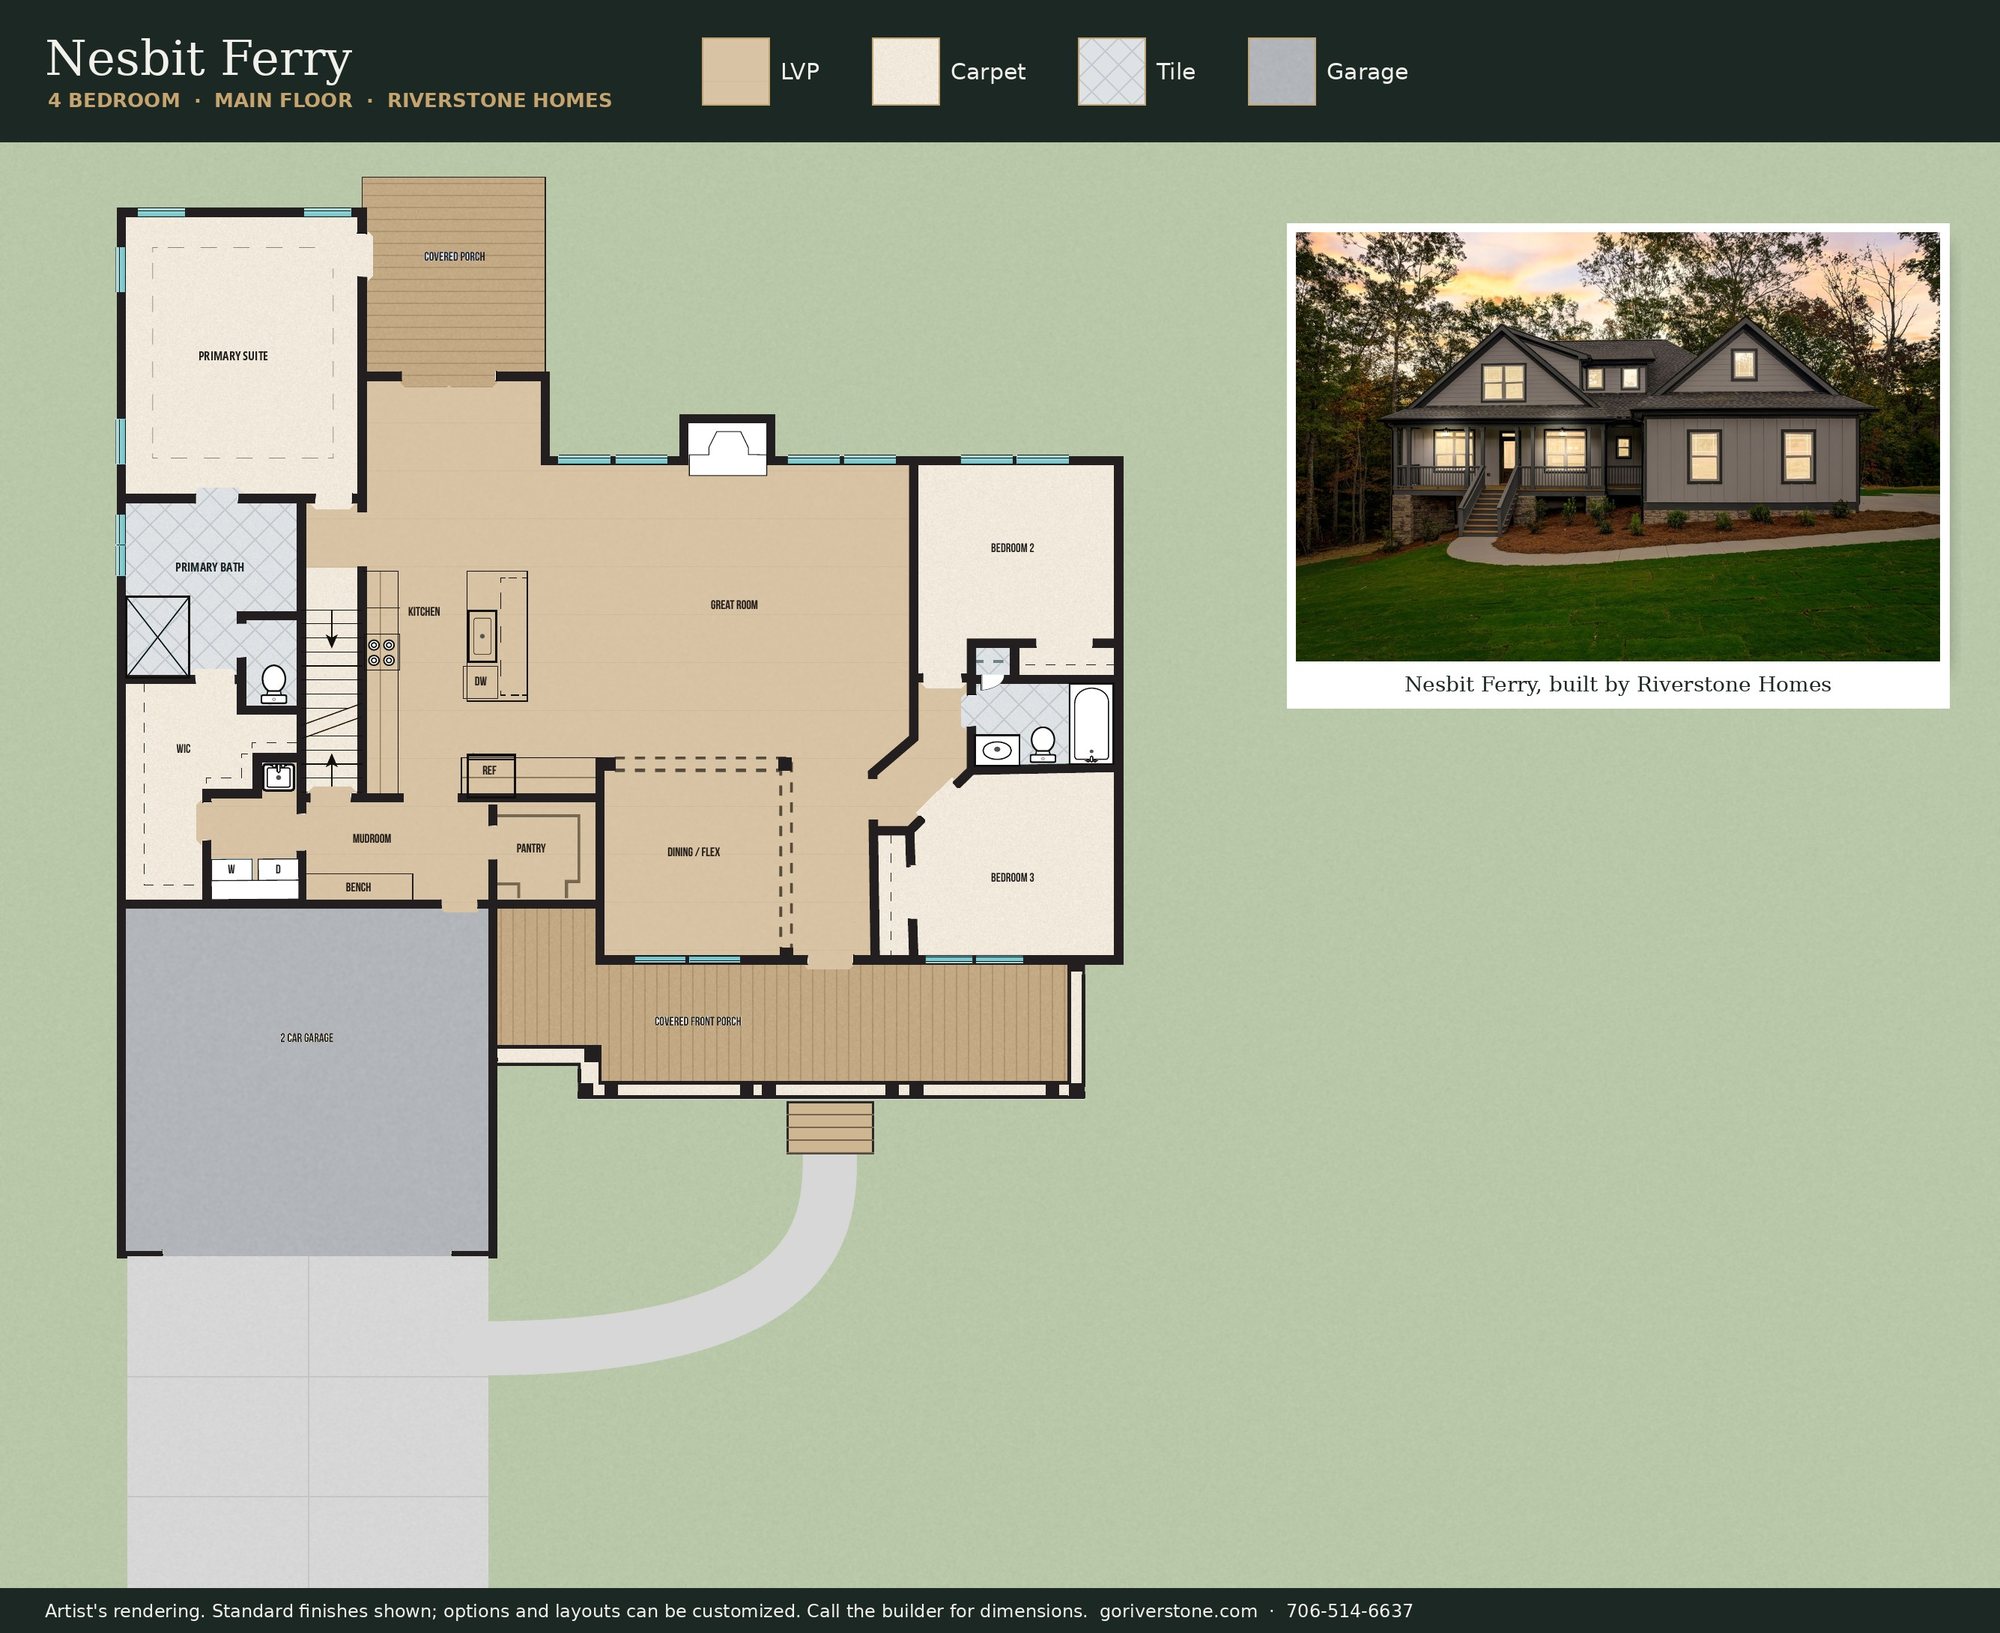 Nesbit Ferry
4 BEDROOM · MAIN FLOOR · RIVERSTONE HOMES
LVP
Carpet
Tile
Garage
COVERED PORCH
PRIMARY SUITE
PRIMARY BATH
KITCHEN
GREAT ROOM
BEDROOM 2
DW
WIC
REF
MUDROOM
PANTRY
DINING / FLEX
W
D
BENCH
BEDROOM 3
COVERED FRONT PORCH
2 CAR GARAGE
Nesbit Ferry, built by Riverstone Homes
Artist's rendering. Standard finishes shown; options and layouts can be customized. Call the builder for dimensions. goriverstone.com · 706-514-6637